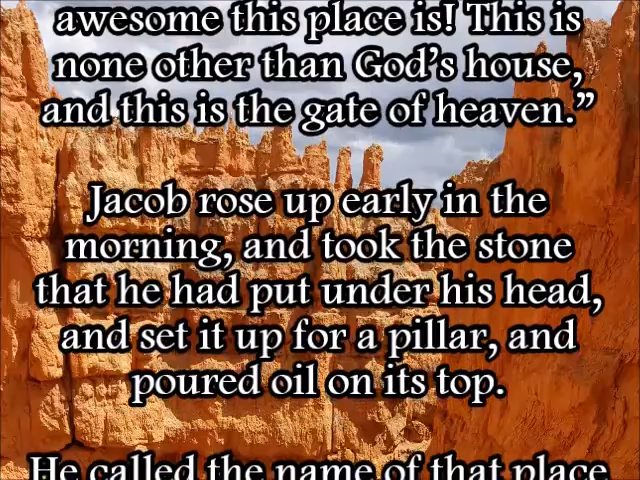 awesome this place is! This is
none other than God’s house,
and this is the gate of heaven.”
Jacob rose up early in the
morning, and took the stone
that he had put under his head,
and set it up for a pillar, and
poured oil on its top.
He called the name of that place